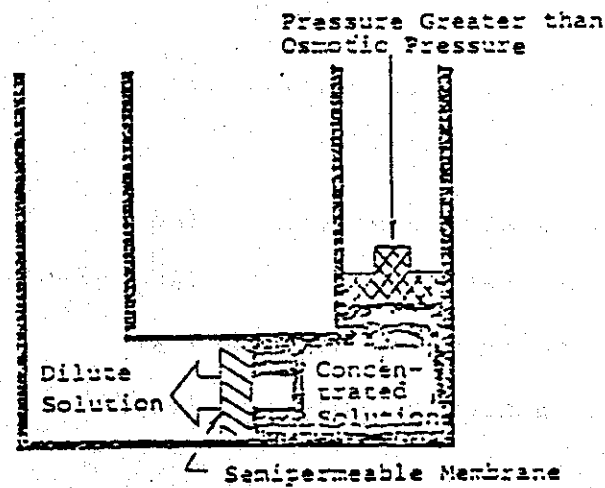 Pressure Greater than
Osmotic Pressure
Dilute
Solution
Concen-
trated
Solution
Semipermeable Membrane